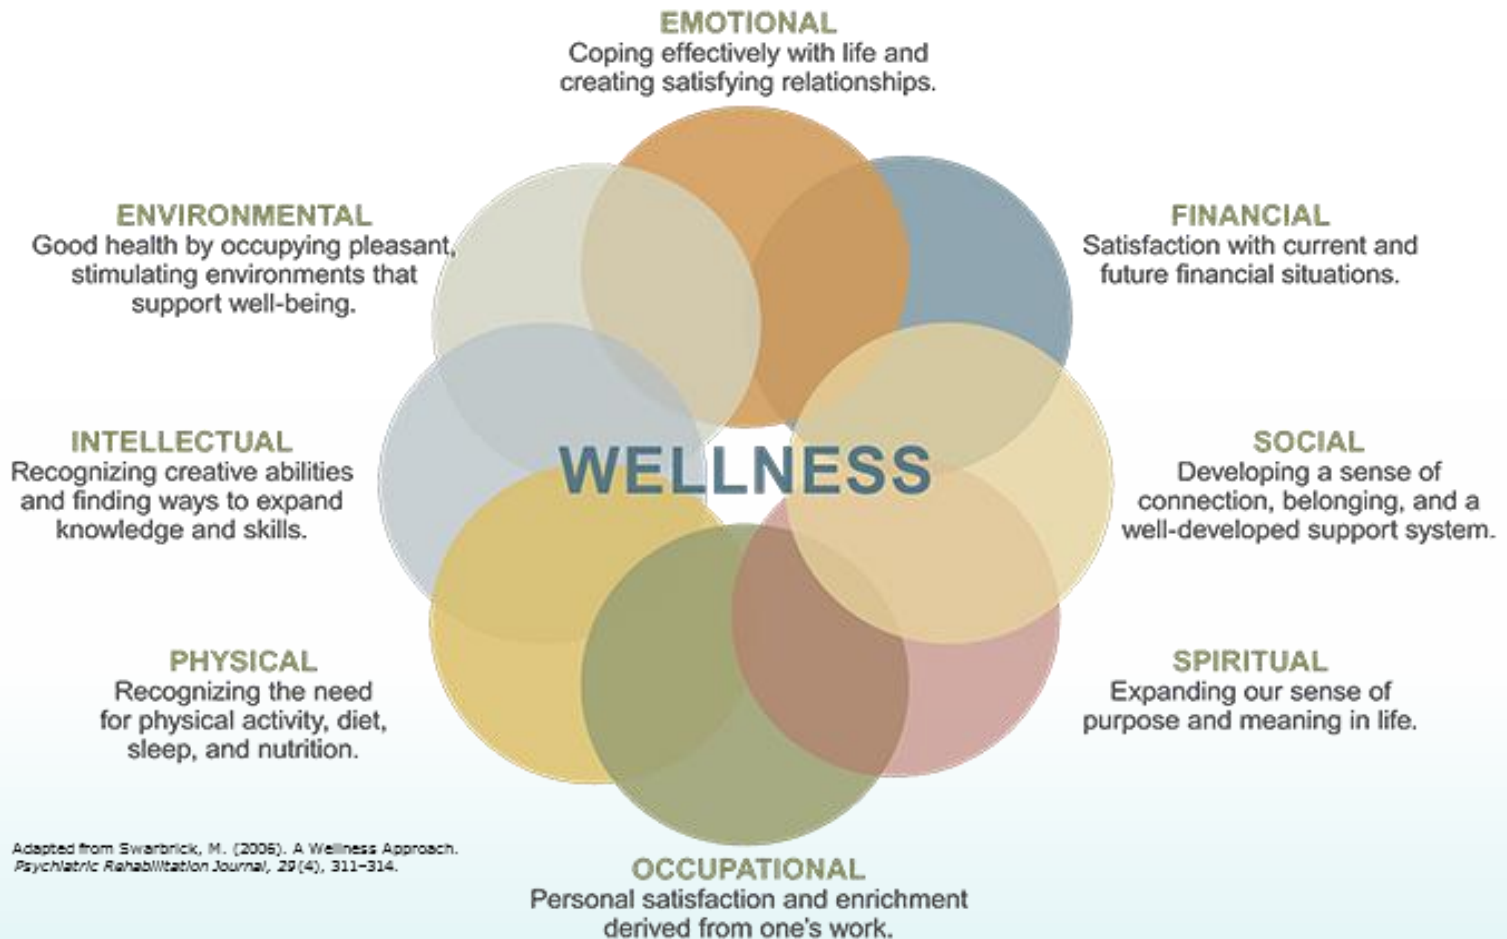 EMOTIONAL
Coping effectively with life and
creating satisfying relationships.
ENVIRONMENTAL
Good health by occupying pleasant,
stimulating environments that
support well-being.
FINANCIAL
Satisfaction with current and
future financial situations.
INTELLECTUAL
Recognizing creative abilities
and finding ways to expand
knowledge and skills.
WELLNESS
SOCIAL
Developing a sense of
connection, belonging, and a
well-developed support system.
PHYSICAL
Recognizing the need
for physical activity, diet,
sleep, and nutrition.
SPIRITUAL
Expanding our sense of
purpose and meaning in life.
Adapted from Swarbrick, M. (2006). A Wellness Approach.
Psychiatric Rehabilitation Journal, 29(4), 311–314.
OCCUPATIONAL
Personal satisfaction and enrichment
derived from one's work.